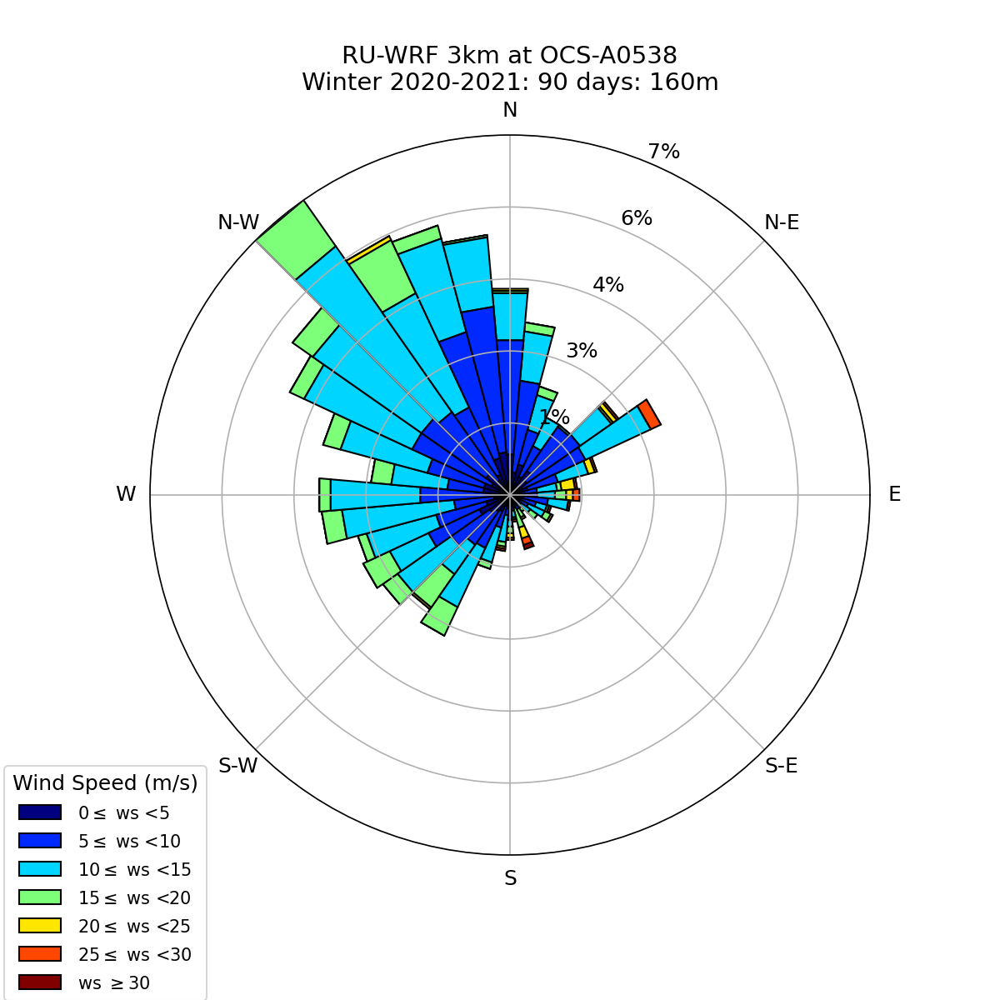 RU-WRF 3km at OCS-A0538
Winter 2020-2021: 90 days: 160m
N
7%
6%
N-W
N-E
4%
3%
1%
W
E
S-W
S-E
S
Wind Speed (m/s)
0≤ ws <5
5≤ ws <10
10≤ ws <15
15≤ ws <20
20≤ ws <25
25≤ ws <30
ws ≥30